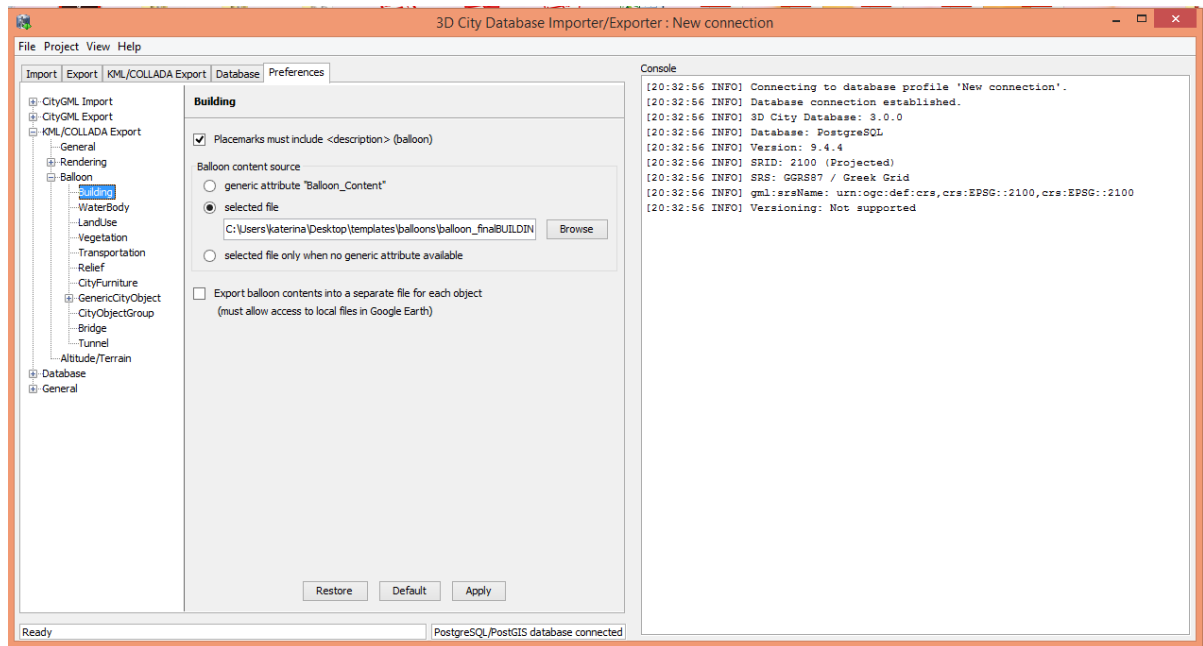 3D City Database Importer/Exporter : New connection
File Project View Help
Import Export KML/COLLADA Export Database Preferences
CityGML Import
CityGML Export
KML/COLLADA Export
General
Rendering
Balloon
Building
WaterBody
LandUse
Vegetation
Transportation
Relief
CityFurniture
GenericCityObject
CityObjectGroup
Bridge
Tunnel
Altitude/Terrain
Database
General
Building
Placemarks must include <description> (balloon)
Balloon content source
generic attribute "Balloon_Content"
selected file
C:\Users\katerina\Desktop\templates\balloons\balloon_finalBUILDIN Browse
selected file only when no generic attribute available
Export balloon contents into a separate file for each object
(must allow access to local files in Google Earth)
Restore Default Apply
Console
[20:32:56 INFO] Connecting to database profile 'New connection'.
[20:32:56 INFO] Database connection established.
[20:32:56 INFO] 3D City Database: 3.0.0
[20:32:56 INFO] Database: PostgreSQL
[20:32:56 INFO] Version: 9.4.4
[20:32:56 INFO] SRID: 2100 (Projected)
[20:32:56 INFO] SRS: GGRS87 / Greek Grid
[20:32:56 INFO] gml:srsName: urn:ogc:def:crs,crs:EPSG::2100,crs:EPSG::2100
[20:32:56 INFO] Versioning: Not supported
Ready
PostgreSQL/PostGIS database connected